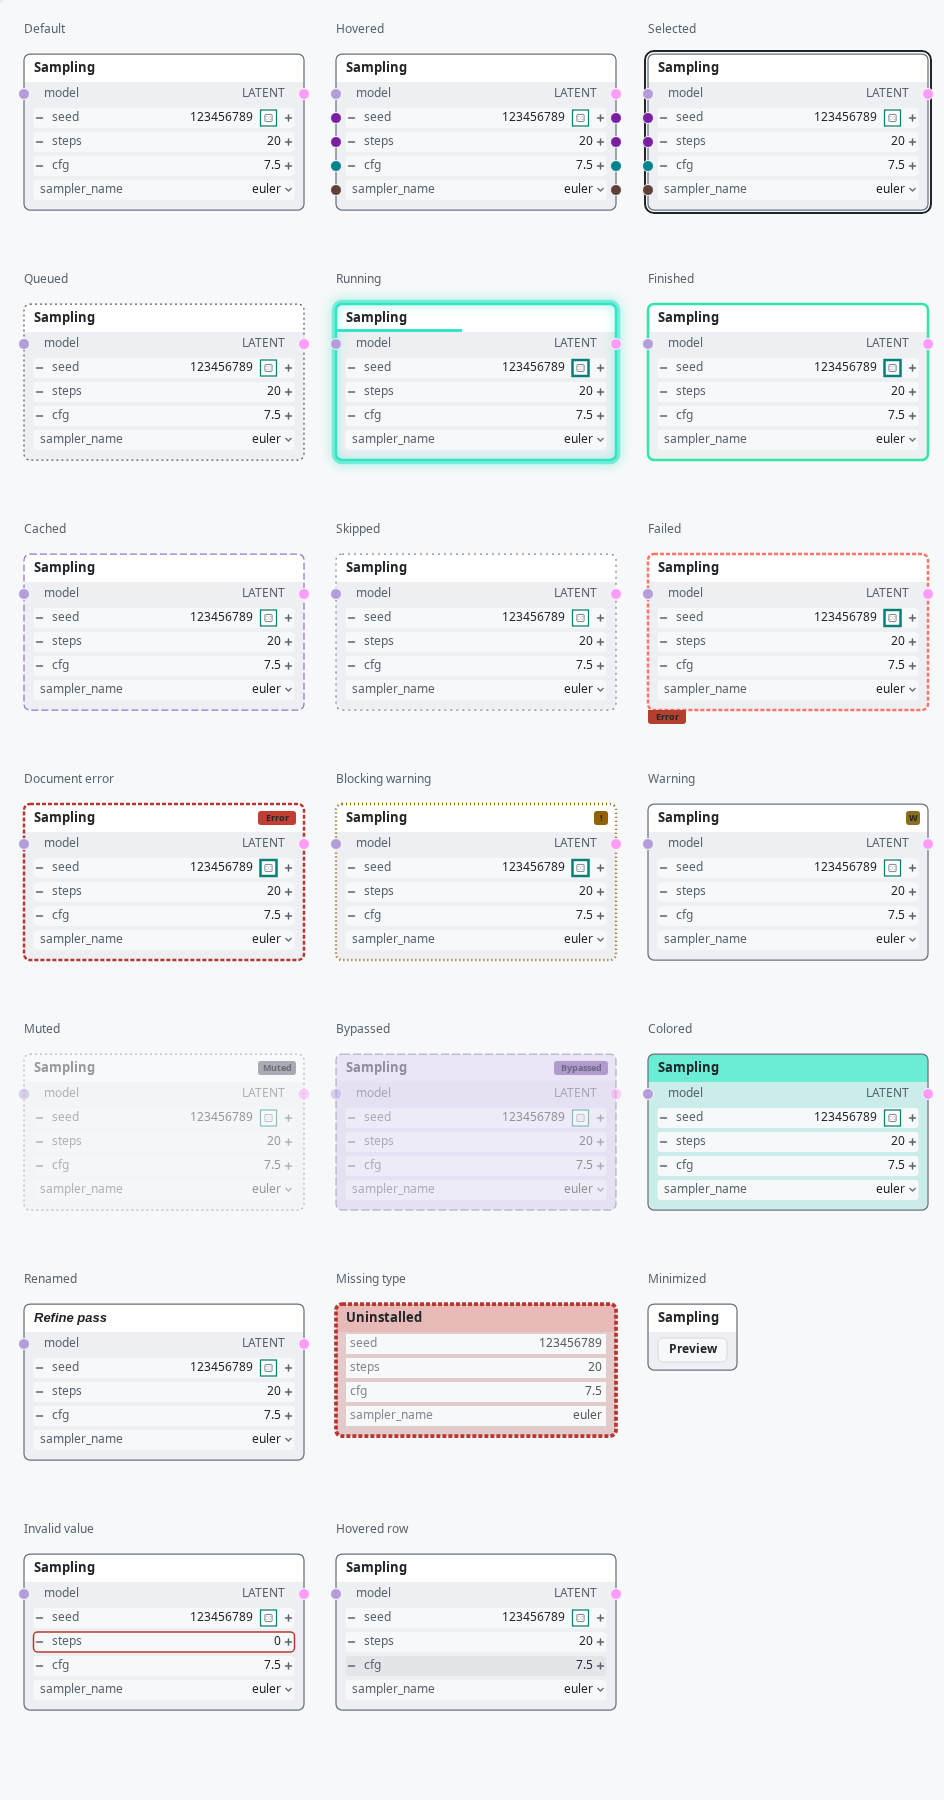 Default
Hovered
Selected
Sampling
Sampling
Sampling
model LATENT
model LATENT
model LATENT
− seed 123456789 +
− seed 123456789 +
− seed 123456789 +
− steps 20 +
− steps 20 +
− steps 20 +
− cfg 7.5 +
− cfg 7.5 +
− cfg 7.5 +
sampler_name euler
sampler_name euler
sampler_name euler
Queued
Running
Finished
Sampling
Sampling
Sampling
model LATENT
model LATENT
model LATENT
− seed 123456789 +
− seed 123456789 +
− seed 123456789 +
− steps 20 +
− steps 20 +
− steps 20 +
− cfg 7.5 +
− cfg 7.5 +
− cfg 7.5 +
sampler_name euler
sampler_name euler
sampler_name euler
Cached
Skipped
Failed
Sampling
Sampling
Sampling
model LATENT
model LATENT
model LATENT
− seed 123456789 +
− seed 123456789 +
− seed 123456789 +
− steps 20 +
− steps 20 +
− steps 20 +
− cfg 7.5 +
− cfg 7.5 +
− cfg 7.5 +
sampler_name euler
sampler_name euler
sampler_name euler
Error
Document error
Blocking warning
Warning
Sampling Error
Sampling !
Sampling W
model LATENT
model LATENT
model LATENT
− seed 123456789 +
− seed 123456789 +
− seed 123456789 +
− steps 20 +
− steps 20 +
− steps 20 +
− cfg 7.5 +
− cfg 7.5 +
− cfg 7.5 +
sampler_name euler
sampler_name euler
sampler_name euler
Muted
Bypassed
Colored
Sampling Muted
Sampling Bypassed
Sampling
model LATENT
model LATENT
model LATENT
− seed 123456789 +
− seed 123456789 +
− seed 123456789 +
− steps 20 +
− steps 20 +
− steps 20 +
− cfg 7.5 +
− cfg 7.5 +
− cfg 7.5 +
sampler_name euler
sampler_name euler
sampler_name euler
Renamed
Missing type
Minimized
Refine pass
Uninstalled
Sampling
model LATENT
seed 123456789
Preview
− seed 123456789 +
steps 20
− steps 20 +
cfg 7.5
− cfg 7.5 +
sampler_name euler
sampler_name euler
Invalid value
Hovered row
Sampling
Sampling
model LATENT
model LATENT
− seed 123456789 +
− seed 123456789 +
− steps 0 +
− steps 20 +
− cfg 7.5 +
− cfg 7.5 +
sampler_name euler
sampler_name euler